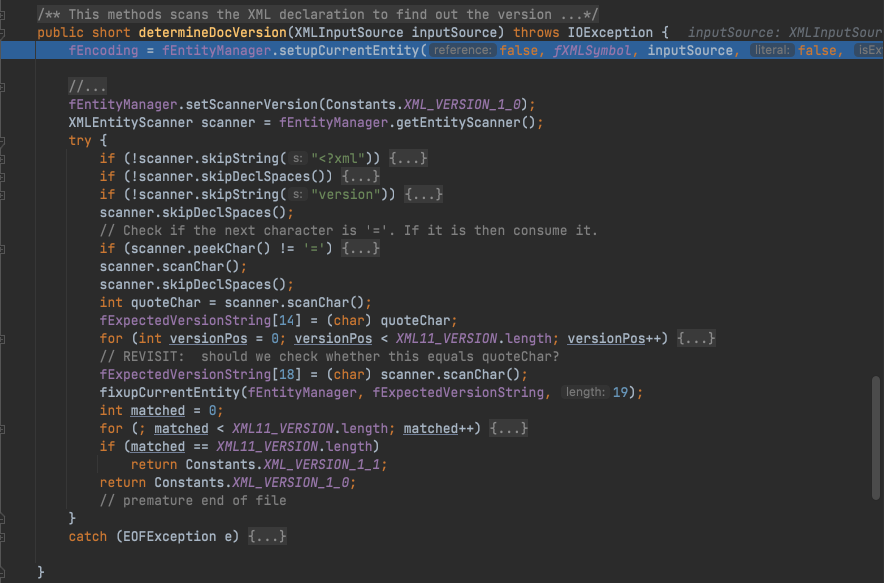 /** This methods scans the XML declaration to find out the version ...*/
public short determineDocVersion(XMLInputSource inputSource) throws IOException {   inputSource: XMLInputSour
fEncoding = fEntityManager.setupCurrentEntity( reference: false, fXMLSymbol, inputSource,  literal: false,  isEx
//...
fEntityManager.setScannerVersion(Constants.XML_VERSION_1_0);
XMLEntityScanner scanner = fEntityManager.getEntityScanner();
try {
if (!scanner.skipString( s: "<?xml")) {...}
if (!scanner.skipDeclSpaces()) {...}
if (!scanner.skipString( s: "version")) {...}
scanner.skipDeclSpaces();
// Check if the next character is '='. If it is then consume it.
if (scanner.peekChar() != '=') {...}
scanner.scanChar();
scanner.skipDeclSpaces();
int quoteChar = scanner.scanChar();
fExpectedVersionString[14] = (char) quoteChar;
for (int versionPos = 0; versionPos < XML11_VERSION.length; versionPos++) {...}
// REVISIT:  should we check whether this equals quoteChar?
fExpectedVersionString[18] = (char) scanner.scanChar();
fixupCurrentEntity(fEntityManager, fExpectedVersionString,  length: 19);
int matched = 0;
for (; matched < XML11_VERSION.length; matched++) {...}
if (matched == XML11_VERSION.length)
return Constants.XML_VERSION_1_1;
return Constants.XML_VERSION_1_0;
// premature end of file
}
catch (EOFException e) {...}
}